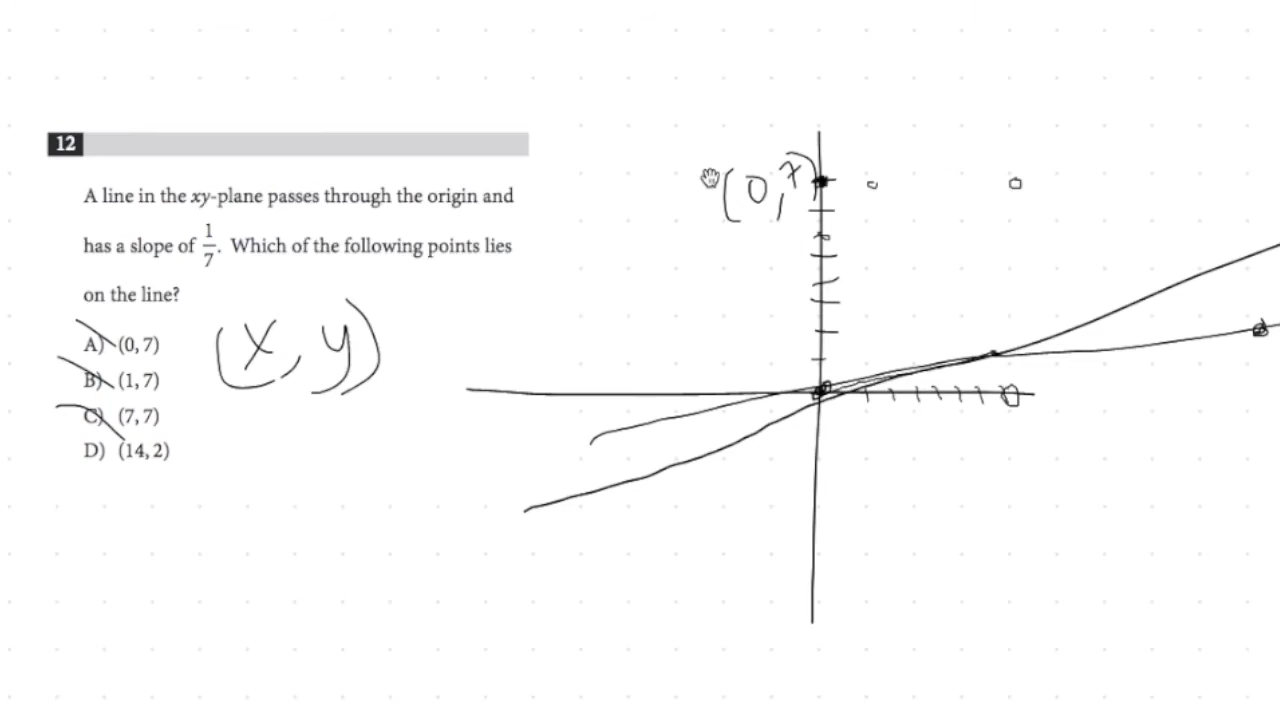 12
A line in the xy-plane passes through the origin and
has a slope of 1/7. Which of the following points lies
on the line?
A) (0, 7)
B) (1, 7)
C) (7, 7)
D) (14, 2)
(x, y)
(0, 7)